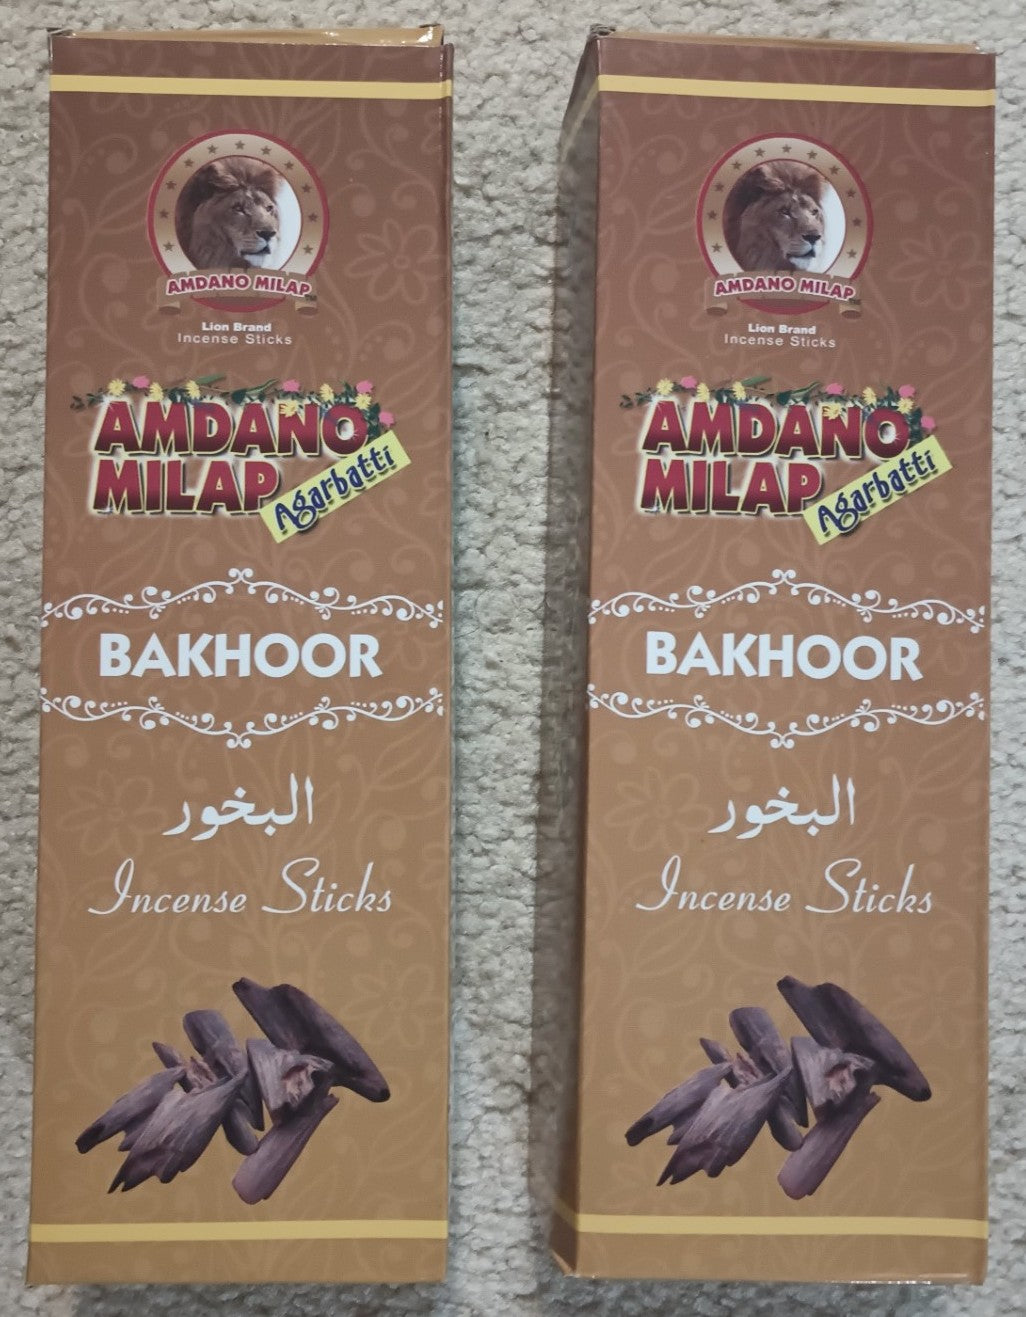 AMDANO MILAP
Lion Brand
Incense Sticks
AMDANO
MILAP
Agarbatti
BAKHOOR
البخور
Incense Sticks
AMDANO MILAP
Lion Brand
Incense Sticks
AMDANO
MILAP
Agarbatti
BAKHOOR
البخور
Incense Sticks